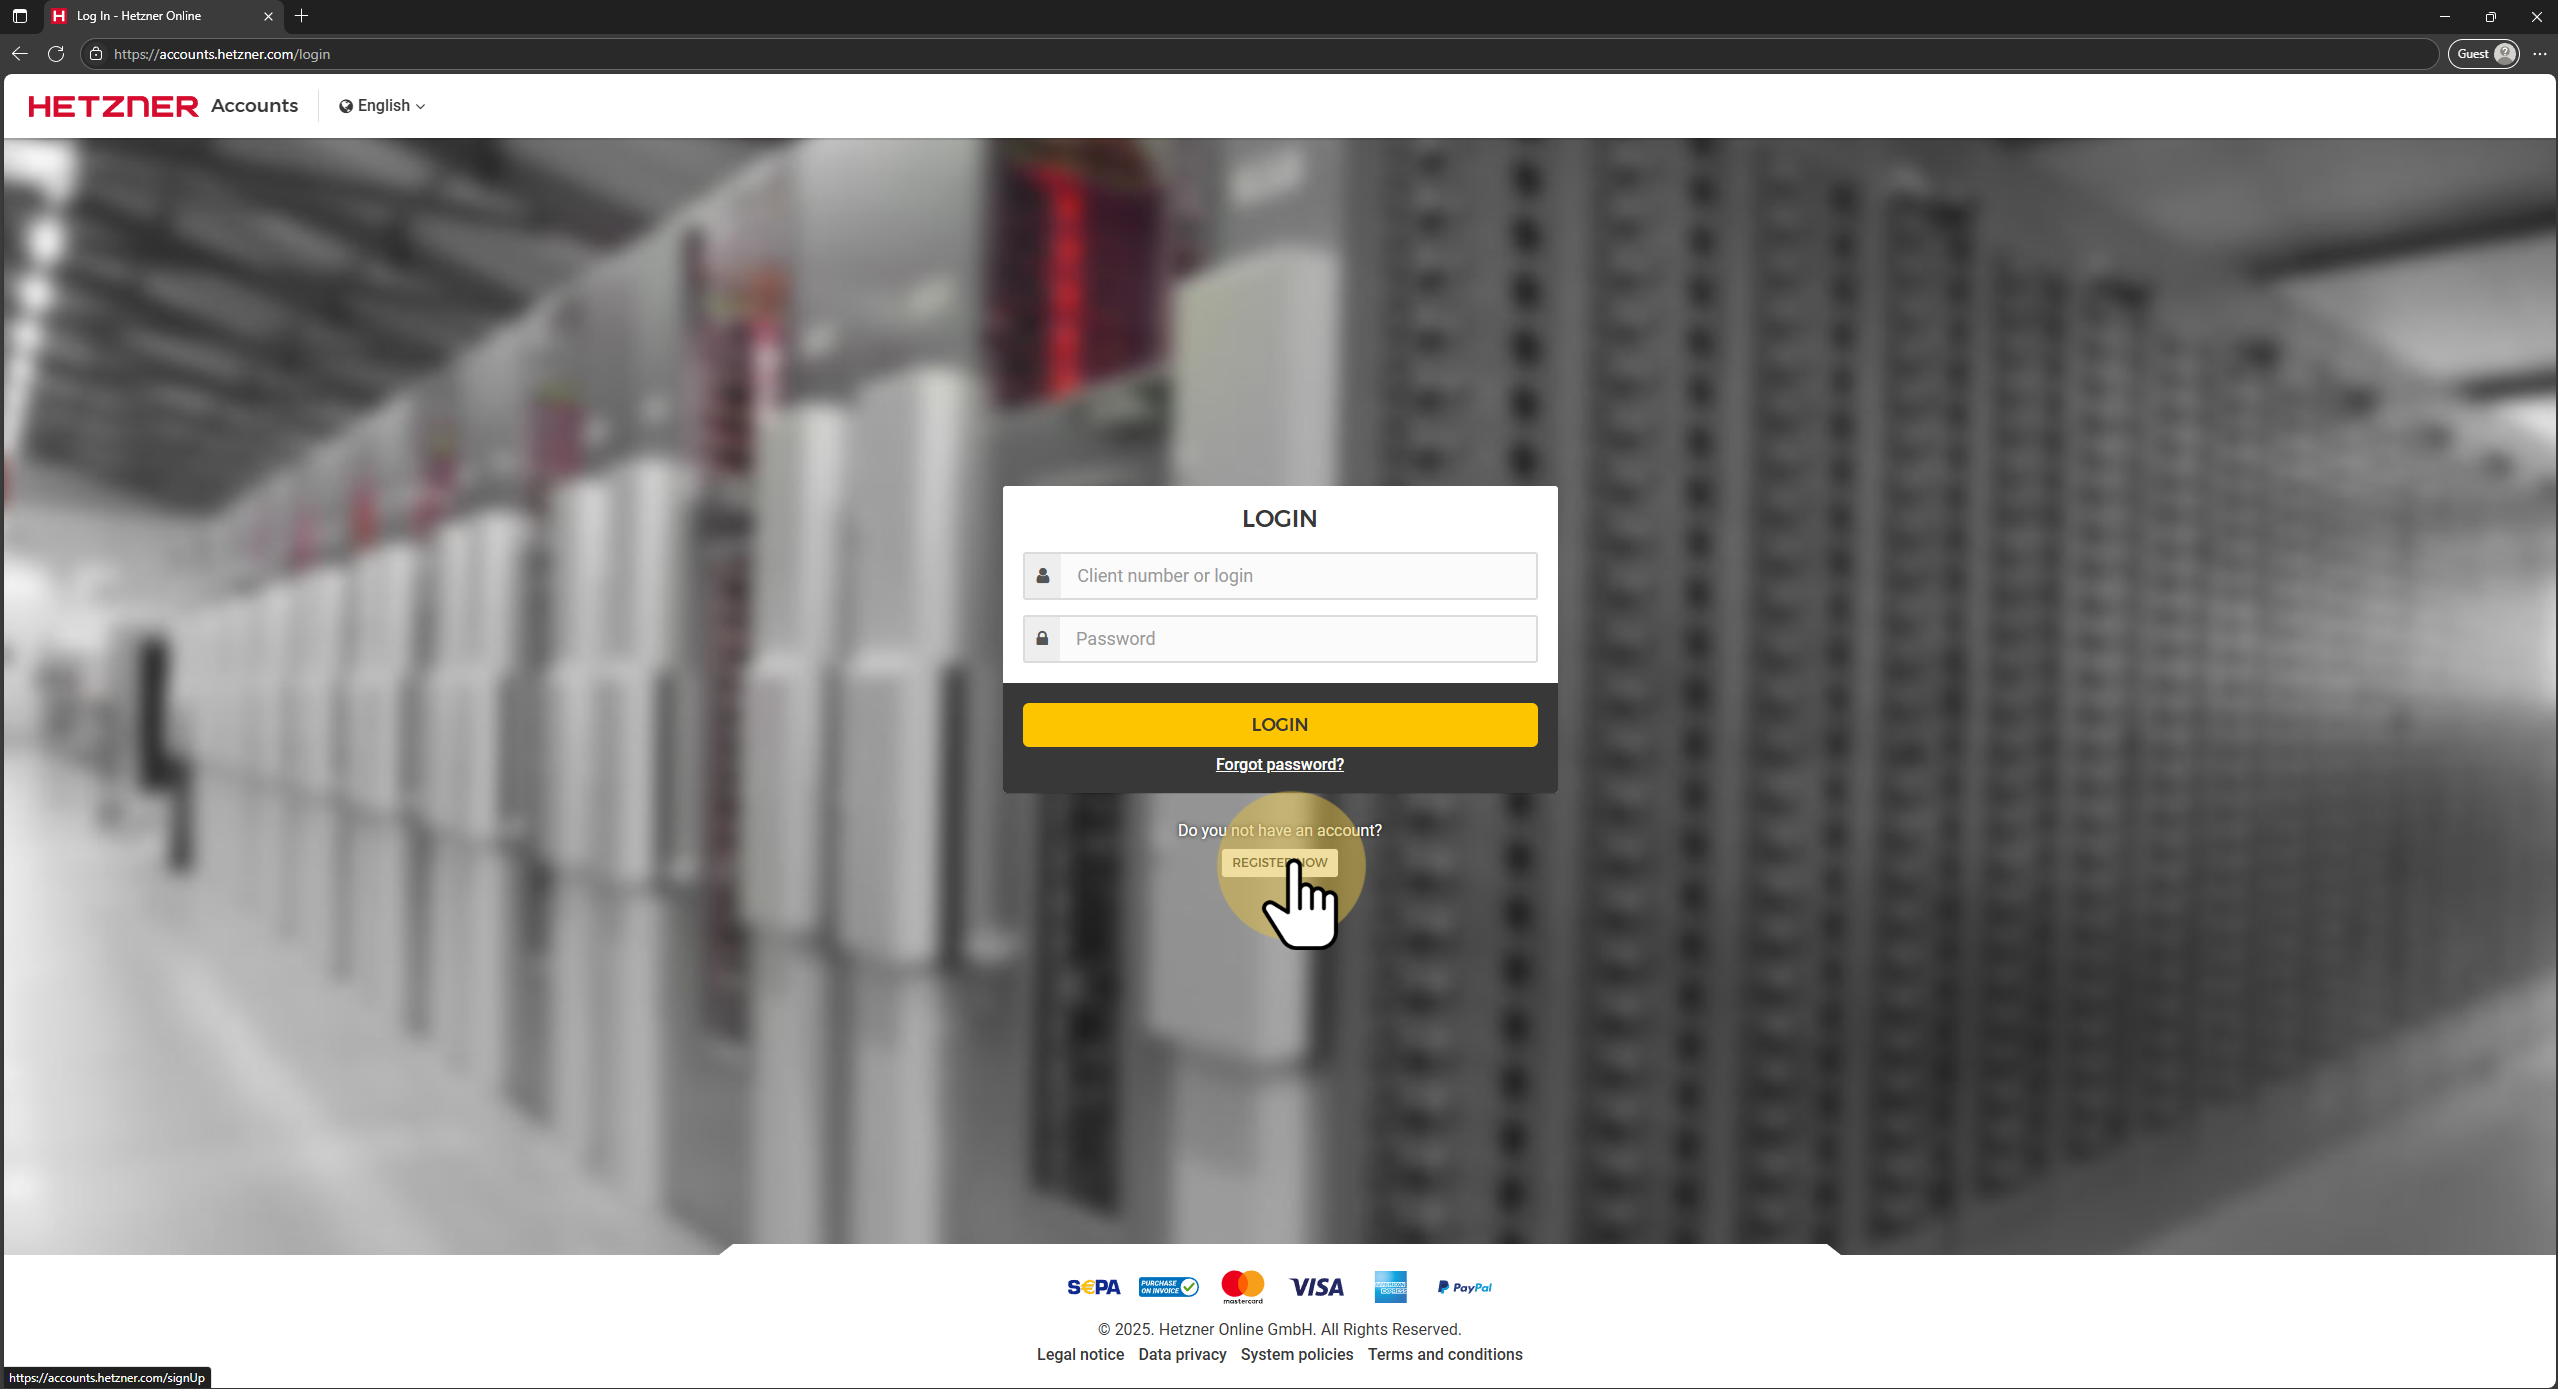 Log In - Hetzner Online
https://accounts.hetzner.com/login
Guest
HETZNER Accounts
English
LOGIN
Client number or login
Password
LOGIN
Forgot password?
Do you not have an account?
REGISTER NOW
SEPA PURCHASE ON INVOICE mastercard VISA AMERICAN EXPRESS PayPal
© 2025. Hetzner Online GmbH. All Rights Reserved.
Legal notice Data privacy System policies Terms and conditions
https://accounts.hetzner.com/signUp